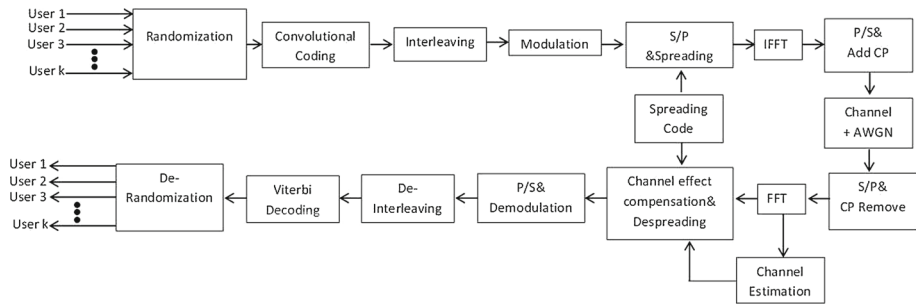 User 1
User 2
User 3
User k
Randomization
Convolutional
Coding
Interleaving
Modulation
S/P
&Spreading
IFFT
P/S&
Add CP
Spreading
Code
Channel
+ AWGN
User 1
User 2
User 3
User k
De-
Randomization
Viterbi
Decoding
De-
Interleaving
P/S&
Demodulation
Channel effect
compensation&
Despreading
FFT
S/P&
CP Remove
Channel
Estimation